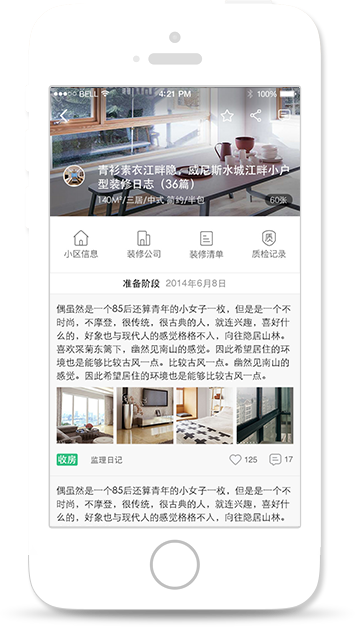 BELL
4:21 PM
100%
青衫素衣江畔隐，威尼斯水城江畔小户
型装修日志（36篇）
140M²/三居/中式 简约/半包
60张
小区信息
装修公司
装修清单
质
质检记录
准备阶段 2014年6月8日
偶虽然是一个85后还算青年的小女子一枚，但是是一个不
时尚，不摩登，很传统，很古典的人，就连兴趣，喜好什
么的，好象也与现代人的感觉格格不入，向往隐居山林。
喜欢菜菊东篱下，幽然见南山的感觉。因此希望居住的环
境也是能够比较古风一点。比较古风一点。幽然见南山的
感觉。因此希望居住的环境也是能够比较古风一点。
收房 监理日记 125 17
偶虽然是一个85后还算青年的小女子一枚，但是是一个不
时尚，不摩登，很传统，很古典的人，就连兴趣，喜好什
么的，好象也与现代人的感觉格格不入，向往隐居山林。